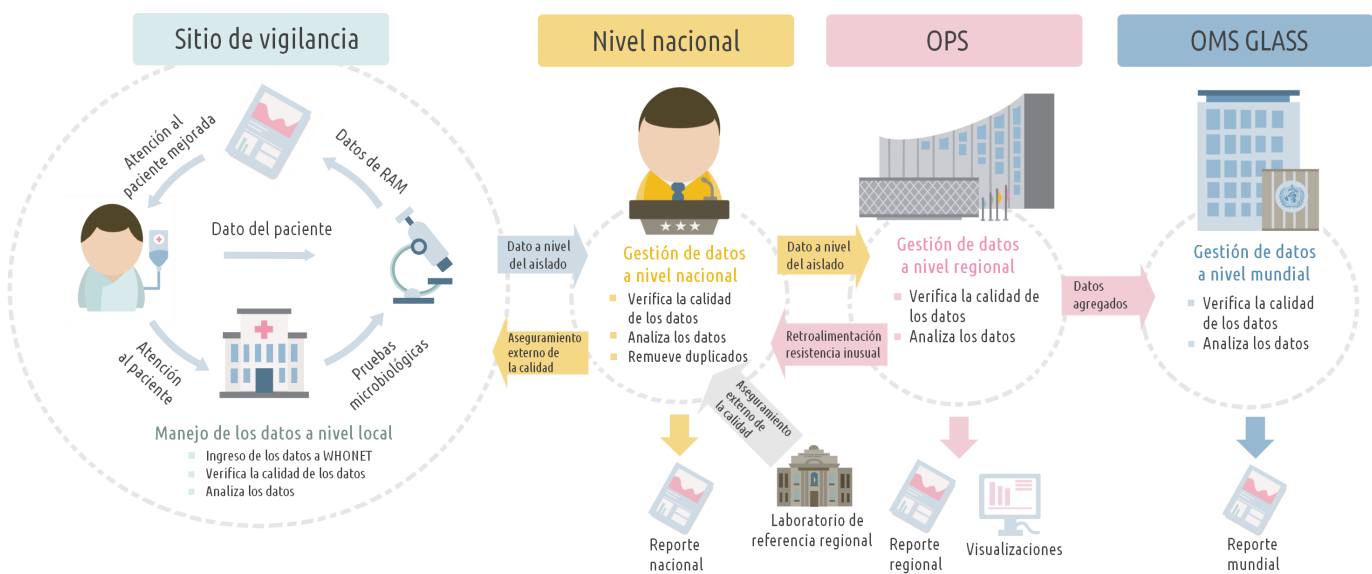 Sitio de vigilancia
Atención al
paciente mejorada
Datos de RAM
Dato del paciente
Atención
al paciente
Pruebas
microbiológicas
Manejo de los datos a nivel local
Ingreso de los datos a WHONET
Verifica la calidad de los datos
Analiza los datos
Dato a nivel
del aislado
Aseguramiento
externo de
la calidad
Nivel nacional
Gestión de datos
a nivel nacional
Verifica la calidad
de los datos
Analiza los datos
Remueve duplicados
Reporte
nacional
Dato a nivel
del aislado
Retroalimentación
resistencia inusual
Aseguramiento
externo de
la calidad
Laboratorio de
referencia regional
OPS
Gestión de datos
a nivel regional
Verifica la calidad de
los datos
Analiza los datos
Reporte
regional
Visualizaciones
Datos
agregados
OMS GLASS
Gestión de datos
a nivel mundial
Verifica la calidad
de los datos
Analiza los datos
Reporte
mundial